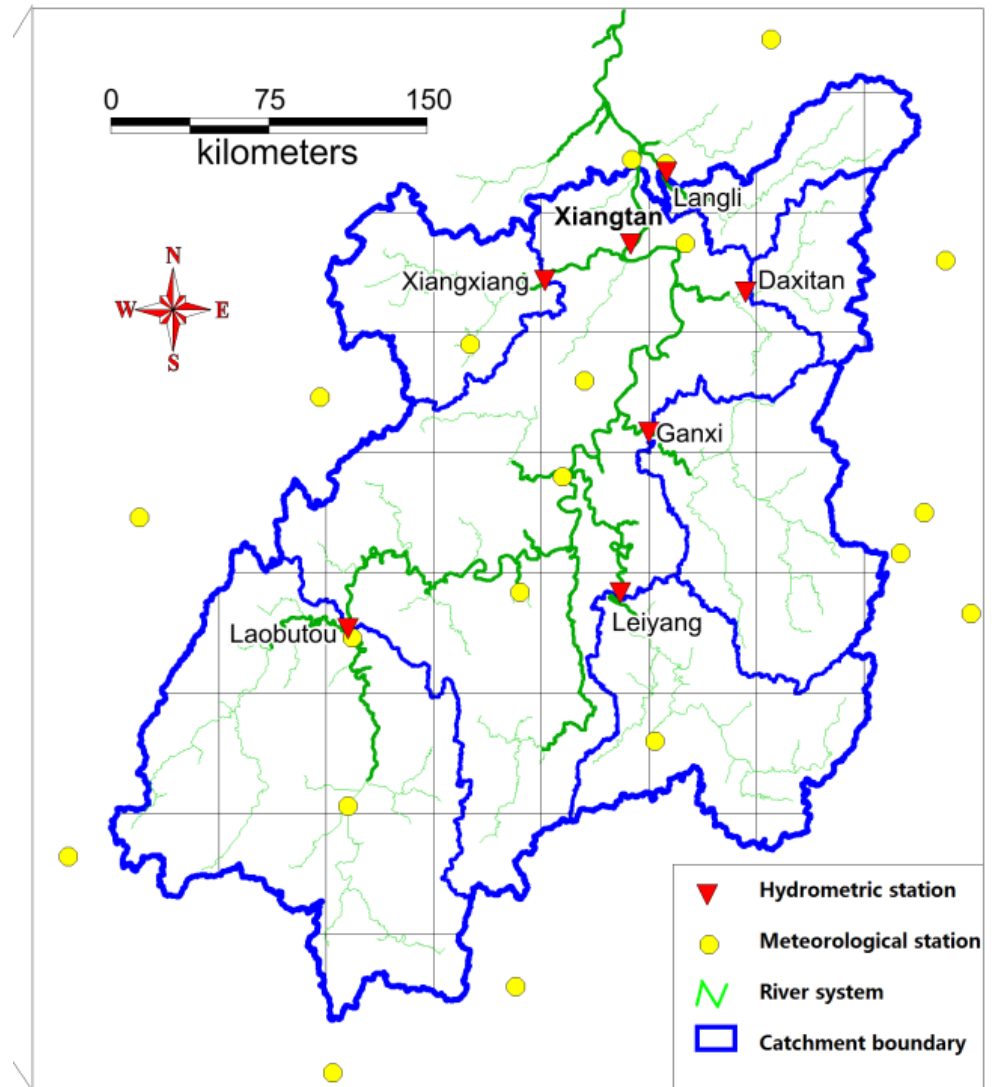 0 75 150
kilometers
N
W E
S
Langli
Xiangtan
Xiangxiang
Daxitan
Ganxi
Leiyang
Laobutou
Hydrometric station
Meteorological station
River system
Catchment boundary